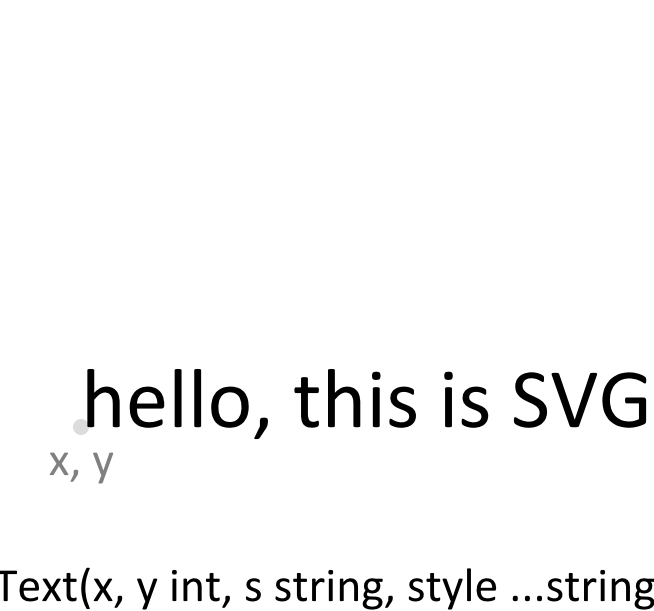 hello, this is SVG
x, y
Text(x, y int, s string, style ...string